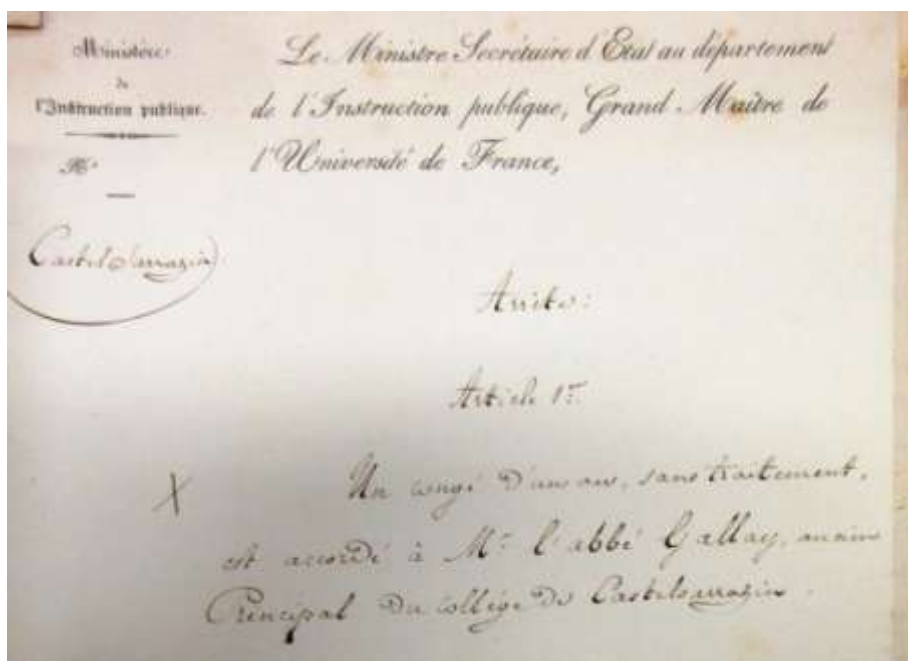 Ministère
de
l'Instruction publique.
N°
Castelsarrazin
Le Ministre Secrétaire d'État au département
de l'Instruction publique, Grand Maître de
l'Université de France,
Arrête:
Article 1er.
Un congé d'un an, sans traitement,
est accordé à Mr l'abbé Gallay, ancien
Principal du collège de Castelsarrazin.